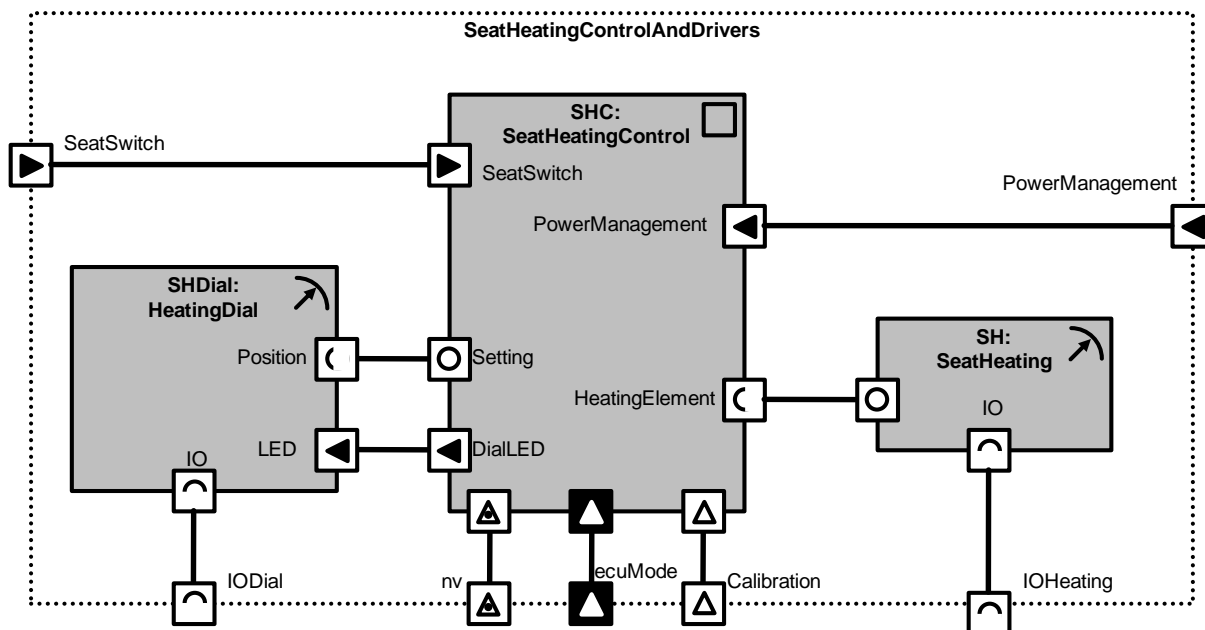 SeatHeatingControlAndDrivers
SHC:
SeatHeatingControl
SeatSwitch
SeatSwitch
PowerManagement
PowerManagement
SHDial:
HeatingDial
SH:
SeatHeating
Position
Setting
HeatingElement
IO
LED
DialLED
IO
IODial
nv
ecuMode
Calibration
IOHeating